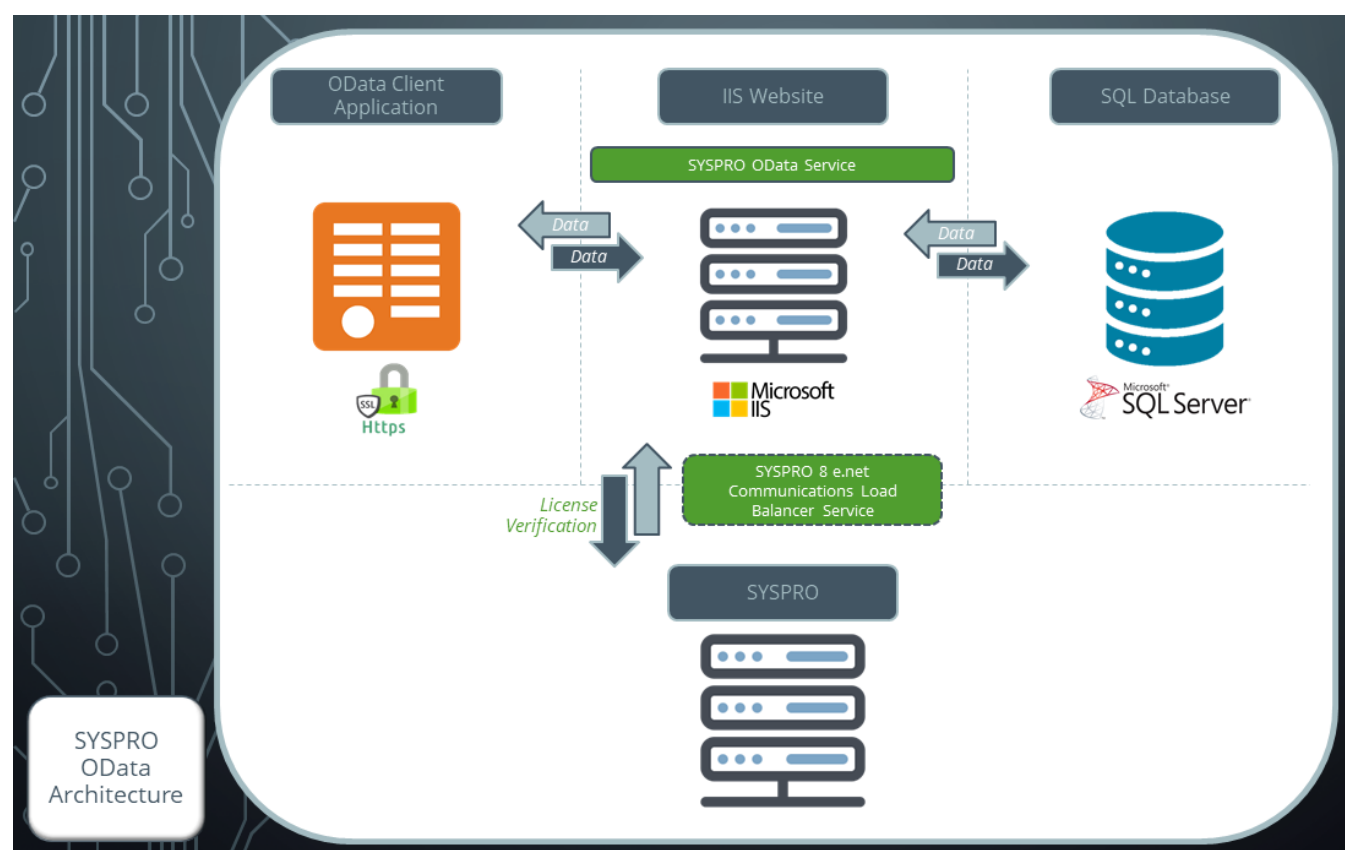 OData Client
Application
IIS Website
SQL Database
SYSPRO OData Service
Data
Data
Data
Data
SSL
Https
Microsoft
IIS
Microsoft®
SQL Server
License
Verification
SYSPRO 8 e.net
Communications Load
Balancer Service
SYSPRO
SYSPRO
OData
Architecture